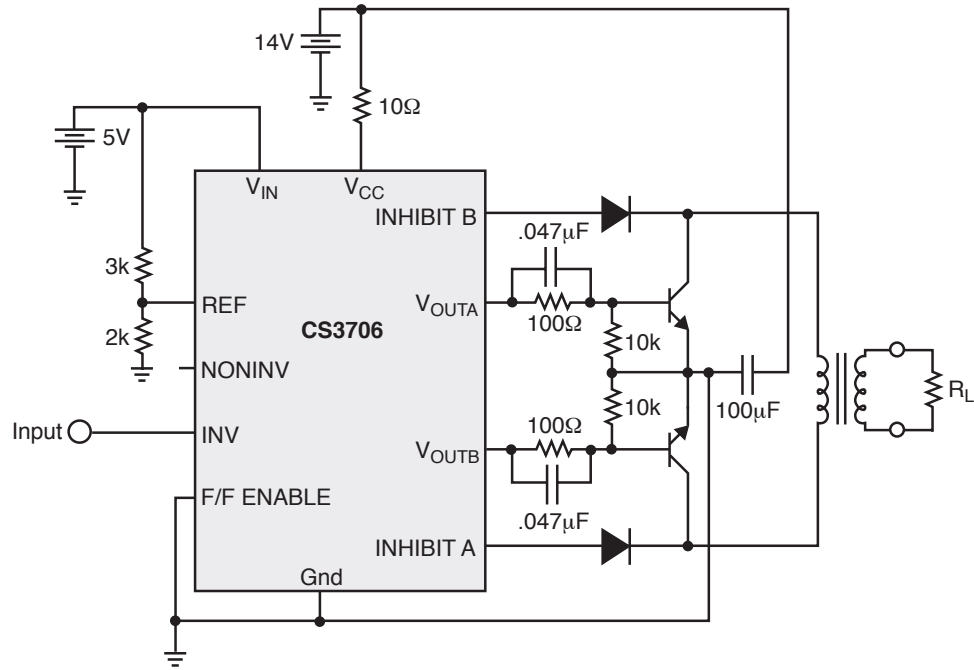 14V
10Ω
5V
V_IN
V_CC
INHIBIT B
.047µF
3k
REF
V_OUTA
100Ω
CS3706
2k
10k
NONINV
10k
100µF
R_L
Input
INV
100Ω
V_OUTB
F/F ENABLE
.047µF
INHIBIT A
Gnd